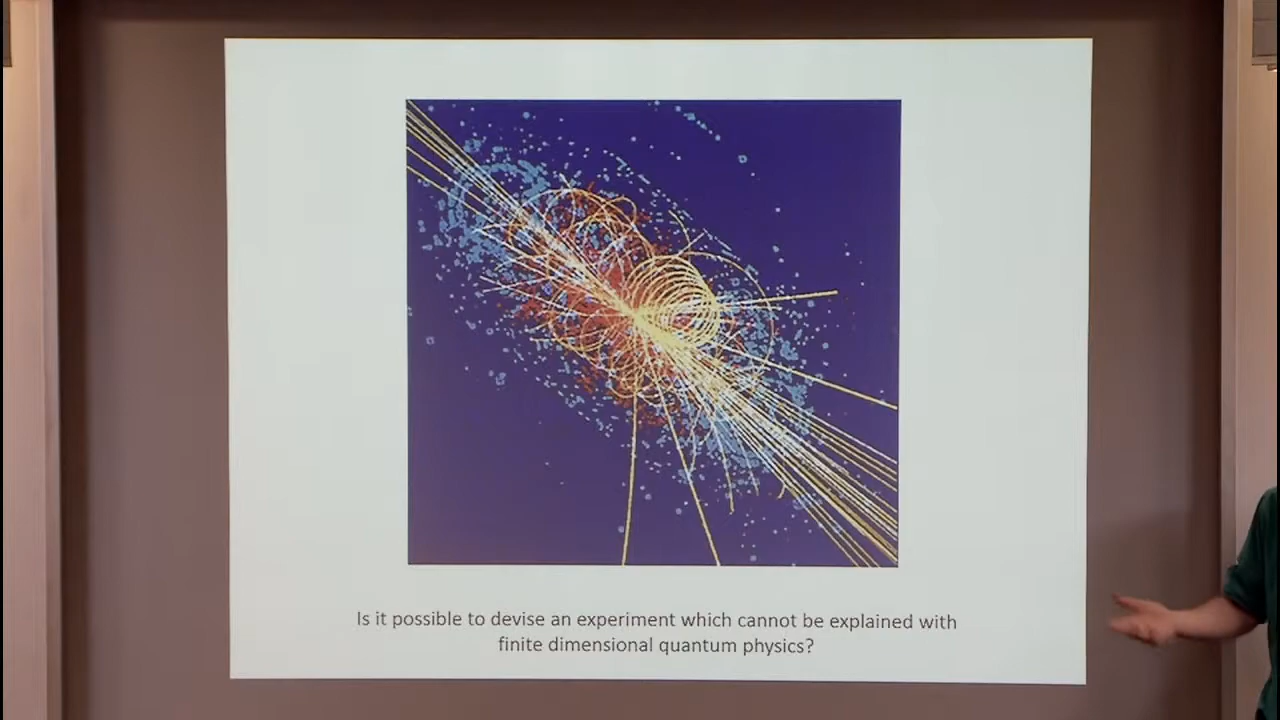 Is it possible to devise an experiment which cannot be explained with
finite dimensional quantum physics?